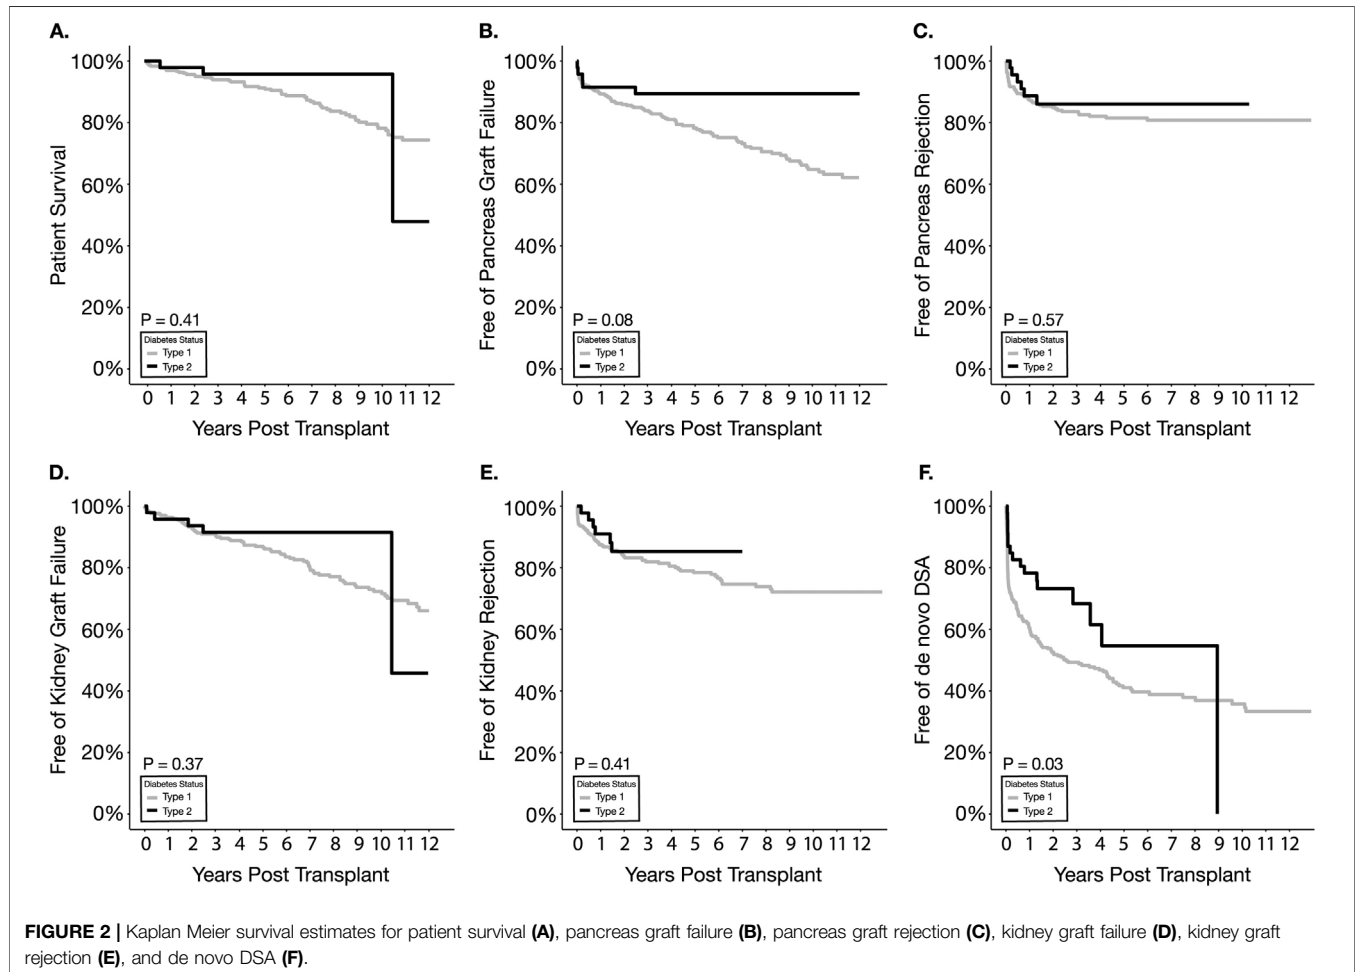 A.
100%
80%
60%
40%
20%
0%
Patient Survival
P = 0.41
Diabetes Status
Type 1
Type 2
0 1 2 3 4 5 6 7 8 9 10 11 12
Years Post Transplant
B.
100%
80%
60%
40%
20%
0%
Free of Pancreas Graft Failure
P = 0.08
Diabetes Status
Type 1
Type 2
0 1 2 3 4 5 6 7 8 9 10 11 12
Years Post Transplant
C.
100%
80%
60%
40%
20%
0%
Free of Pancreas Rejection
P = 0.57
Diabetes Status
Type 1
Type 2
0 1 2 3 4 5 6 7 8 9 10 11 12
Years Post Transplant
D.
100%
80%
60%
40%
20%
0%
Free of Kidney Graft Failure
P = 0.37
Diabetes Status
Type 1
Type 2
0 1 2 3 4 5 6 7 8 9 10 11 12
Years Post Transplant
E.
100%
80%
60%
40%
20%
0%
Free of Kidney Rejection
P = 0.41
Diabetes Status
Type 1
Type 2
0 1 2 3 4 5 6 7 8 9 10 11 12
Years Post Transplant
F.
100%
80%
60%
40%
20%
0%
Free of de novo DSA
P = 0.03
Diabetes Status
Type 1
Type 2
0 1 2 3 4 5 6 7 8 9 10 11 12
Years Post Transplant
FIGURE 2 | Kaplan Meier survival estimates for patient survival (A), pancreas graft failure (B), pancreas graft rejection (C), kidney graft failure (D), kidney graft
rejection (E), and de novo DSA (F).